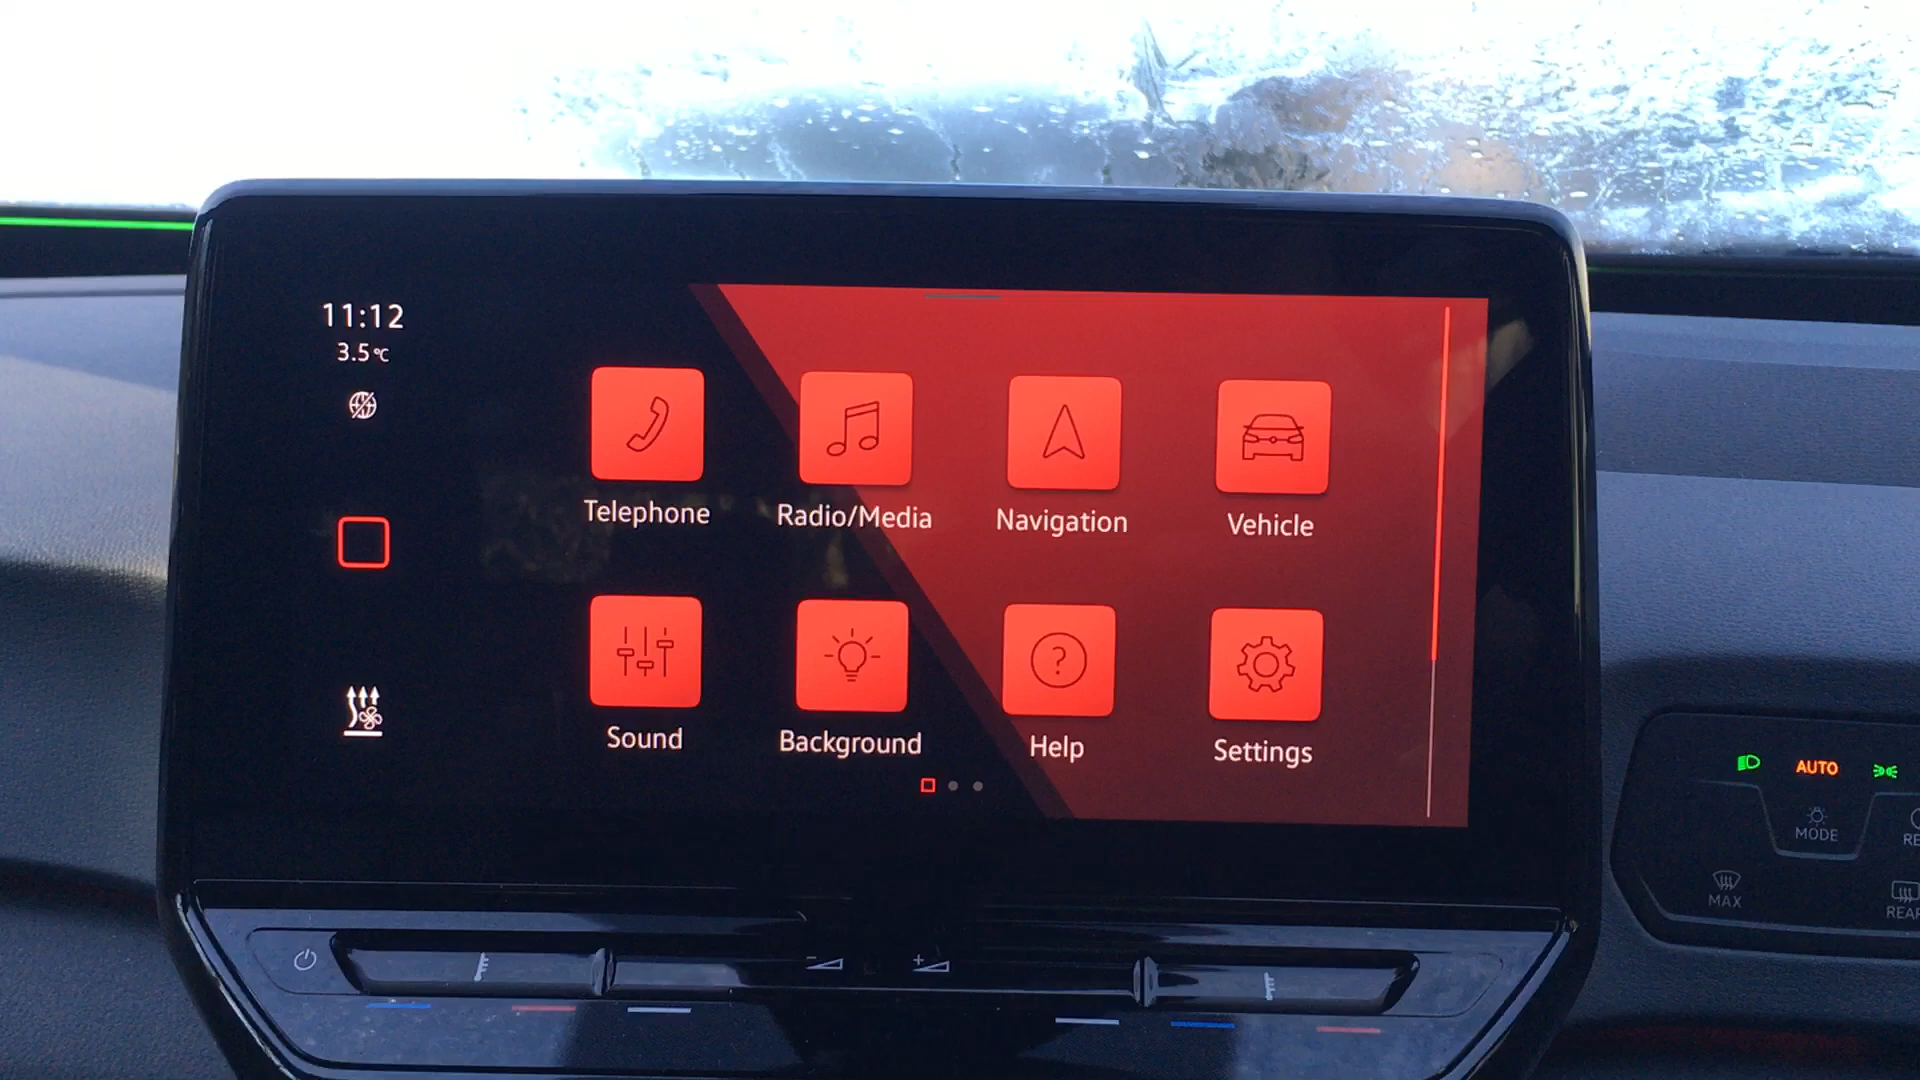 11:12
3.5°C
Telephone
Radio/Media
Navigation
Vehicle
Sound
Background
Help
Settings
AUTO
MODE
MAX